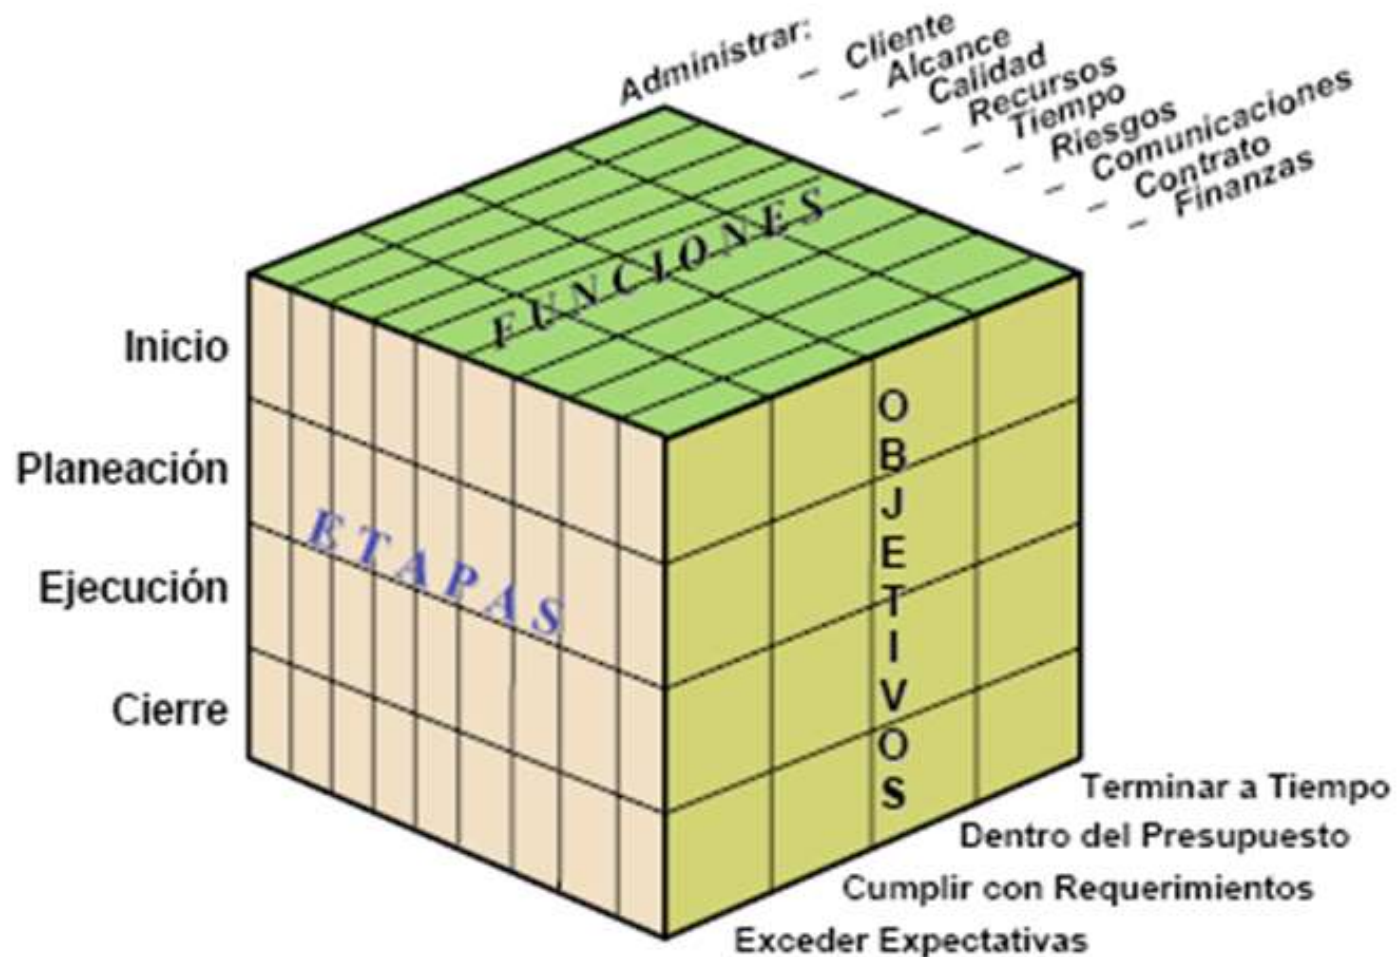 Administrar:
– Cliente
– Alcance
– Calidad
– Recursos
– Tiempo
– Riesgos
– Comunicaciones
– Contrato
– Finanzas
FUNCIONES
Inicio
Planeación
Ejecución
Cierre
ETAPAS
OBJETIVOS
Terminar a Tiempo
Dentro del Presupuesto
Cumplir con Requerimientos
Exceder Expectativas